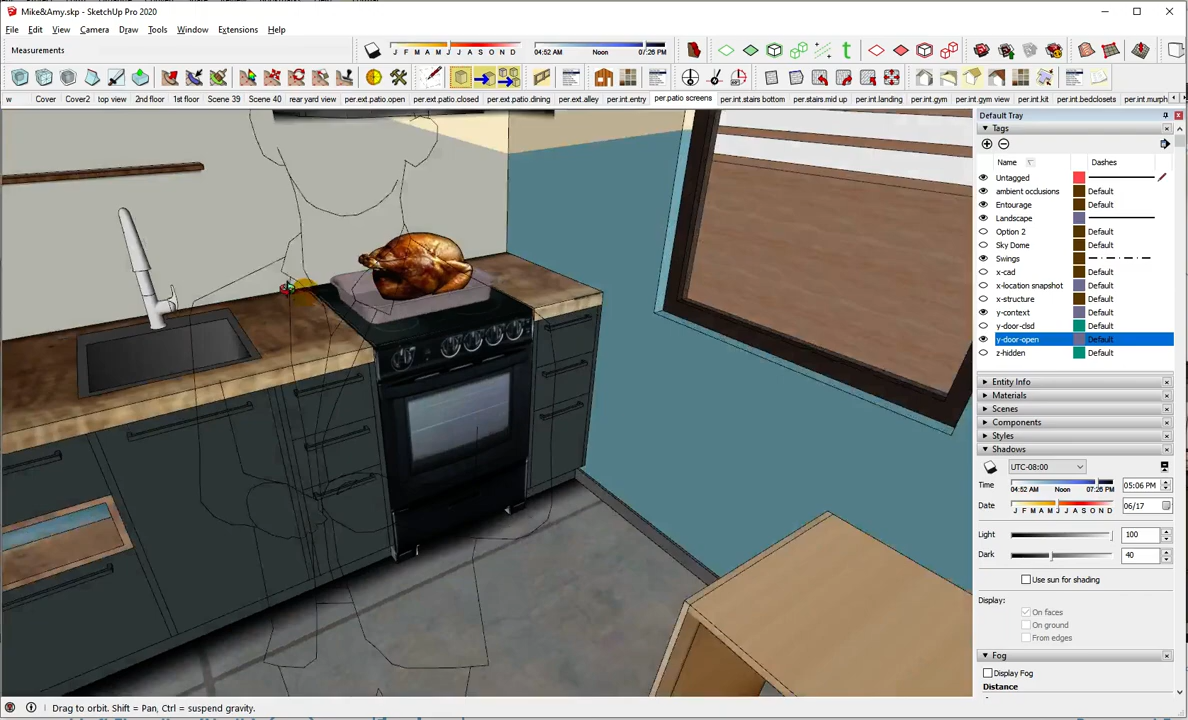 Mike&Amy.skp - SketchUp Pro 2020
File Edit View Camera Draw Tools Window Extensions Help
Measurements
J F M A M J J A S O N D 04:52 AM Noon 07:26 PM
w Cover Cover2 top view 2nd floor 1st floor Scene 39 Scene 40 rear yard view per.ext.patio.open per.ext.patio.closed per.ext.patio.dining per.ext.alley per.int.entry per.patio screens per.int.stairs bottom per.stairs.mid up per.int.landing per.int.gym per.int.gym view per.int.kit per.int.bedclosets per.int.murph
Default Tray
Tags
Name Dashes
Untagged
ambient occlusions Default
Entourage Default
Landscape
Option 2 Default
Sky Dome Default
Swings
x-cad Default
x-location snapshot Default
x-structure Default
y-context Default
y-door-clsd Default
y-door-open Default
z-hidden Default
Entity Info
Materials
Scenes
Components
Styles
Shadows
UTC-08:00
Time 04:52 AM Noon 07:26 PM 05:06 PM
Date J F M A M J J A S O N D 06/17
Light 100
Dark 40
Use sun for shading
Display:
On faces
On ground
From edges
Fog
Display Fog
Distance
Drag to orbit. Shift = Pan, Ctrl = suspend gravity.